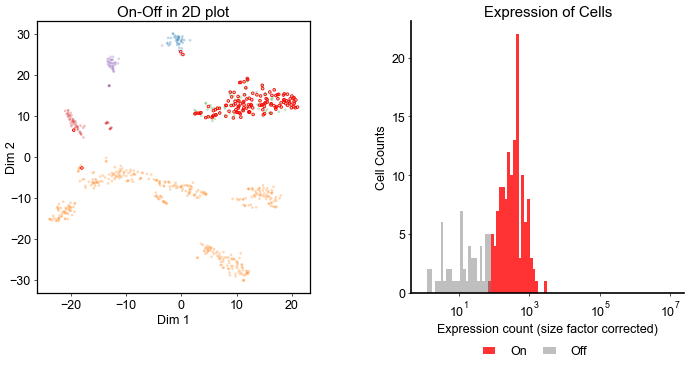 On-Off in 2D plot
Dim 2
30
20
10
0
−10
−20
−30
−20 −10 0 10 20
Dim 1
Expression of Cells
Cell Counts
20
15
10
5
0
10^1 10^3 10^5 10^7
Expression count (size factor corrected)
On Off